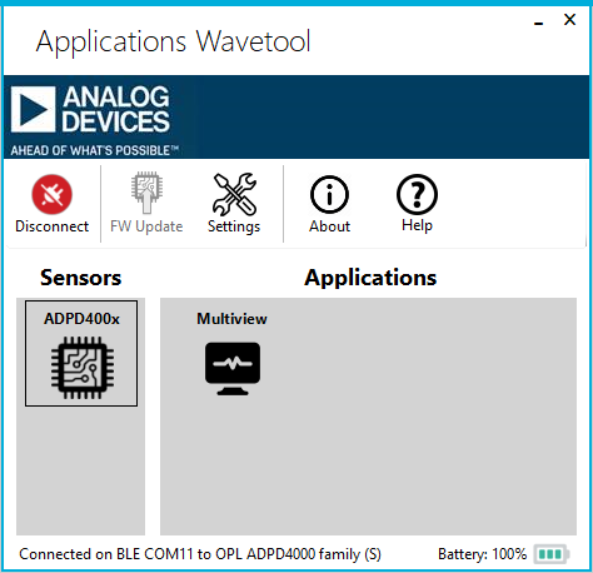 Applications Wavetool
ANALOG
DEVICES
AHEAD OF WHAT'S POSSIBLE™
Disconnect FW Update Settings About Help
Sensors Applications
ADPD400x Multiview
Connected on BLE COM11 to OPL ADPD4000 family (S) Battery: 100%